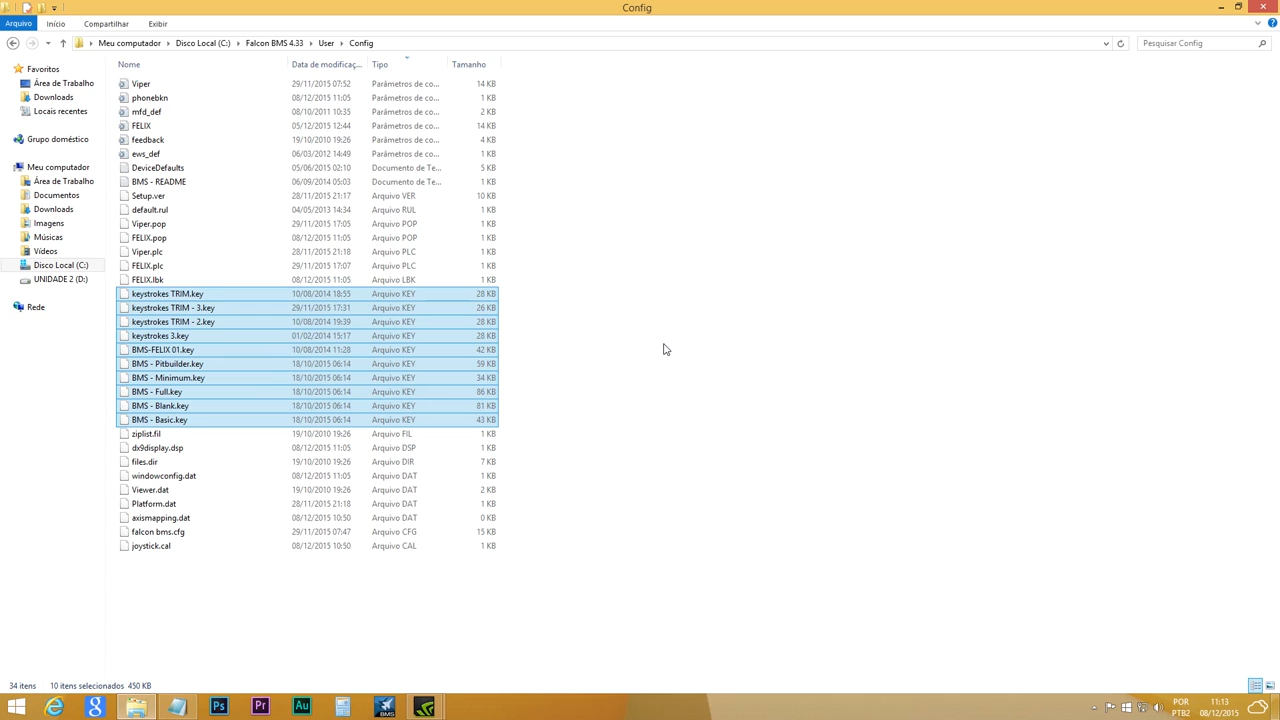 Config
Arquivo Início Compartilhar Exibir
Meu computador Disco Local (C:) Falcon BMS 4.33 User Config Pesquisar Config
Nome Data de modificaç... Tipo Tamanho
Favoritos
Área de Trabalho
Downloads
Locais recentes
Grupo doméstico
Meu computador
Área de Trabalho
Documentos
Downloads
Imagens
Músicas
Vídeos
Disco Local (C:)
UNIDADE 2 (D:)
Rede
Viper 29/11/2015 07:52 Parâmetros de co... 14 KB
phonebkn 08/12/2015 11:05 Parâmetros de co... 1 KB
mfd_def 08/10/2011 10:35 Parâmetros de co... 2 KB
FELIX 05/12/2015 12:44 Parâmetros de co... 14 KB
feedback 19/10/2010 19:26 Parâmetros de co... 4 KB
ews_def 06/03/2012 14:49 Parâmetros de co... 1 KB
DeviceDefaults 05/06/2015 02:10 Documento de Te... 5 KB
BMS - README 06/09/2014 05:03 Documento de Te... 1 KB
Setup.ver 28/11/2015 21:17 Arquivo VER 10 KB
default.rul 04/05/2013 14:34 Arquivo RUL 1 KB
Viper.pop 29/11/2015 17:05 Arquivo POP 1 KB
FELIX.pop 08/12/2015 11:05 Arquivo POP 1 KB
Viper.plc 28/11/2015 21:18 Arquivo PLC 1 KB
FELIX.plc 29/11/2015 17:07 Arquivo PLC 1 KB
FELIX.lbk 08/12/2015 11:05 Arquivo LBK 1 KB
keystrokes TRIM.key 10/08/2014 18:55 Arquivo KEY 28 KB
keystrokes TRIM - 3.key 29/11/2015 17:31 Arquivo KEY 26 KB
keystrokes TRIM - 2.key 10/08/2014 19:39 Arquivo KEY 28 KB
keystrokes 3.key 01/02/2014 15:17 Arquivo KEY 28 KB
BMS-FELIX 01.key 10/08/2014 11:28 Arquivo KEY 42 KB
BMS - Pitbuilder.key 18/10/2015 06:14 Arquivo KEY 59 KB
BMS - Minimum.key 18/10/2015 06:14 Arquivo KEY 34 KB
BMS - Full.key 18/10/2015 06:14 Arquivo KEY 86 KB
BMS - Blank.key 18/10/2015 06:14 Arquivo KEY 81 KB
BMS - Basic.key 18/10/2015 06:14 Arquivo KEY 43 KB
ziplist.fil 19/10/2010 19:26 Arquivo FIL 1 KB
dx9display.dsp 08/12/2015 11:05 Arquivo DSP 1 KB
files.dir 19/10/2010 19:26 Arquivo DIR 7 KB
windowconfig.dat 08/12/2015 11:05 Arquivo DAT 1 KB
Viewer.dat 19/10/2010 19:26 Arquivo DAT 2 KB
Platform.dat 28/11/2015 21:18 Arquivo DAT 1 KB
axismapping.dat 08/12/2015 10:50 Arquivo DAT 0 KB
falcon bms.cfg 29/11/2015 07:47 Arquivo CFG 15 KB
joystick.cal 08/12/2015 10:50 Arquivo CAL 1 KB
34 itens 10 itens selecionados 450 KB
Ps Pr Au BMS
POR 11:13
PTB2 08/12/2015